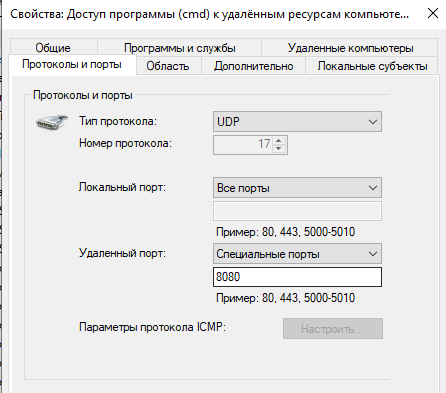 Свойства: Доступ программы (cmd) к удалённым ресурсам компьюте...
Общие
Программы и службы
Удаленные компьютеры
Протоколы и порты
Область
Дополнительно
Локальные субъекты
Протоколы и порты
Тип протокола:
UDP
Номер протокола:
17
Локальный порт:
Все порты
Пример: 80, 443, 5000-5010
Удаленный порт:
Специальные порты
8080
Пример: 80, 443, 5000-5010
Параметры протокола ICMP:
Настроить...